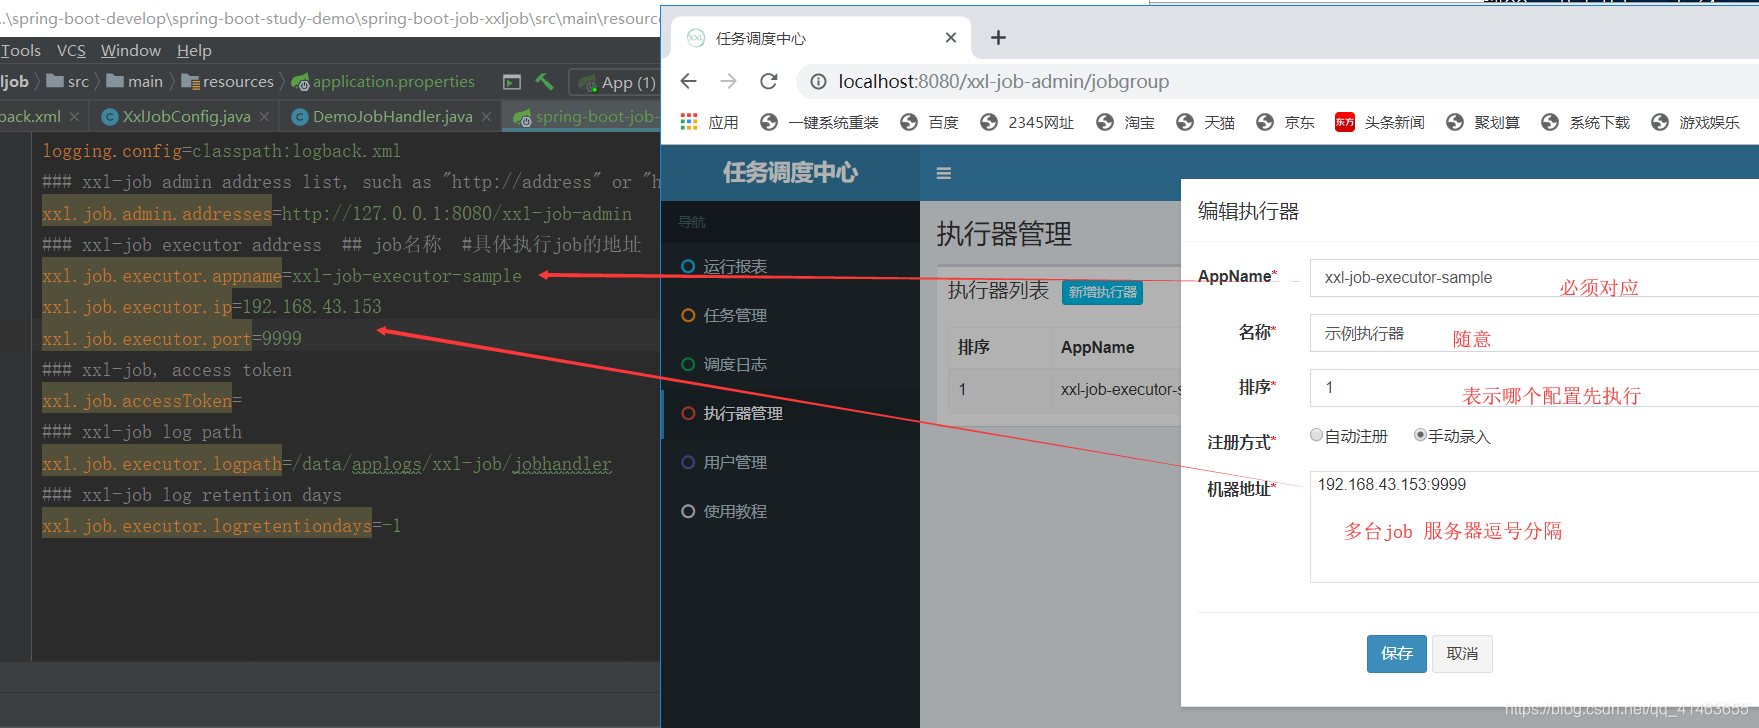 ..\spring-boot-develop\spring-boot-study-demo\spring-boot-job-xxljob\src\main\resource
Tools VCS Window Help
ljob src main resources application.properties App (1)
back.xml XxlJobConfig.java DemoJobHandler.java spring-boot-job-
logging.config=classpath:logback.xml
### xxl-job admin address list, such as "http://address" or "h
xxl.job.admin.addresses=http://127.0.0.1:8080/xxl-job-admin
### xxl-job executor address ## job名称 #具体执行job的地址
xxl.job.executor.appname=xxl-job-executor-sample
xxl.job.executor.ip=192.168.43.153
xxl.job.executor.port=9999
### xxl-job, access token
xxl.job.accessToken=
### xxl-job log path
xxl.job.executor.logpath=/data/applogs/xxl-job/jobhandler
### xxl-job log retention days
xxl.job.executor.logretentiondays=-1
XXL 任务调度中心
localhost:8080/xxl-job-admin/jobgroup
应用 一键系统重装 百度 2345网址 淘宝 天猫 京东 东方 头条新闻 聚划算 系统下载 游戏娱乐
任务调度中心
导航
运行报表
任务管理
调度日志
执行器管理
用户管理
使用教程
执行器管理
执行器列表 新增执行器
排序 AppName
1 xxl-job-executor-s
编辑执行器
AppName* xxl-job-executor-sample 必须对应
名称* 示例执行器 随意
排序* 1 表示哪个配置先执行
注册方式* 自动注册 手动录入
机器地址* 192.168.43.153:9999
多台job 服务器逗号分隔
保存 取消
https://blog.csdn.net/qq_41463655